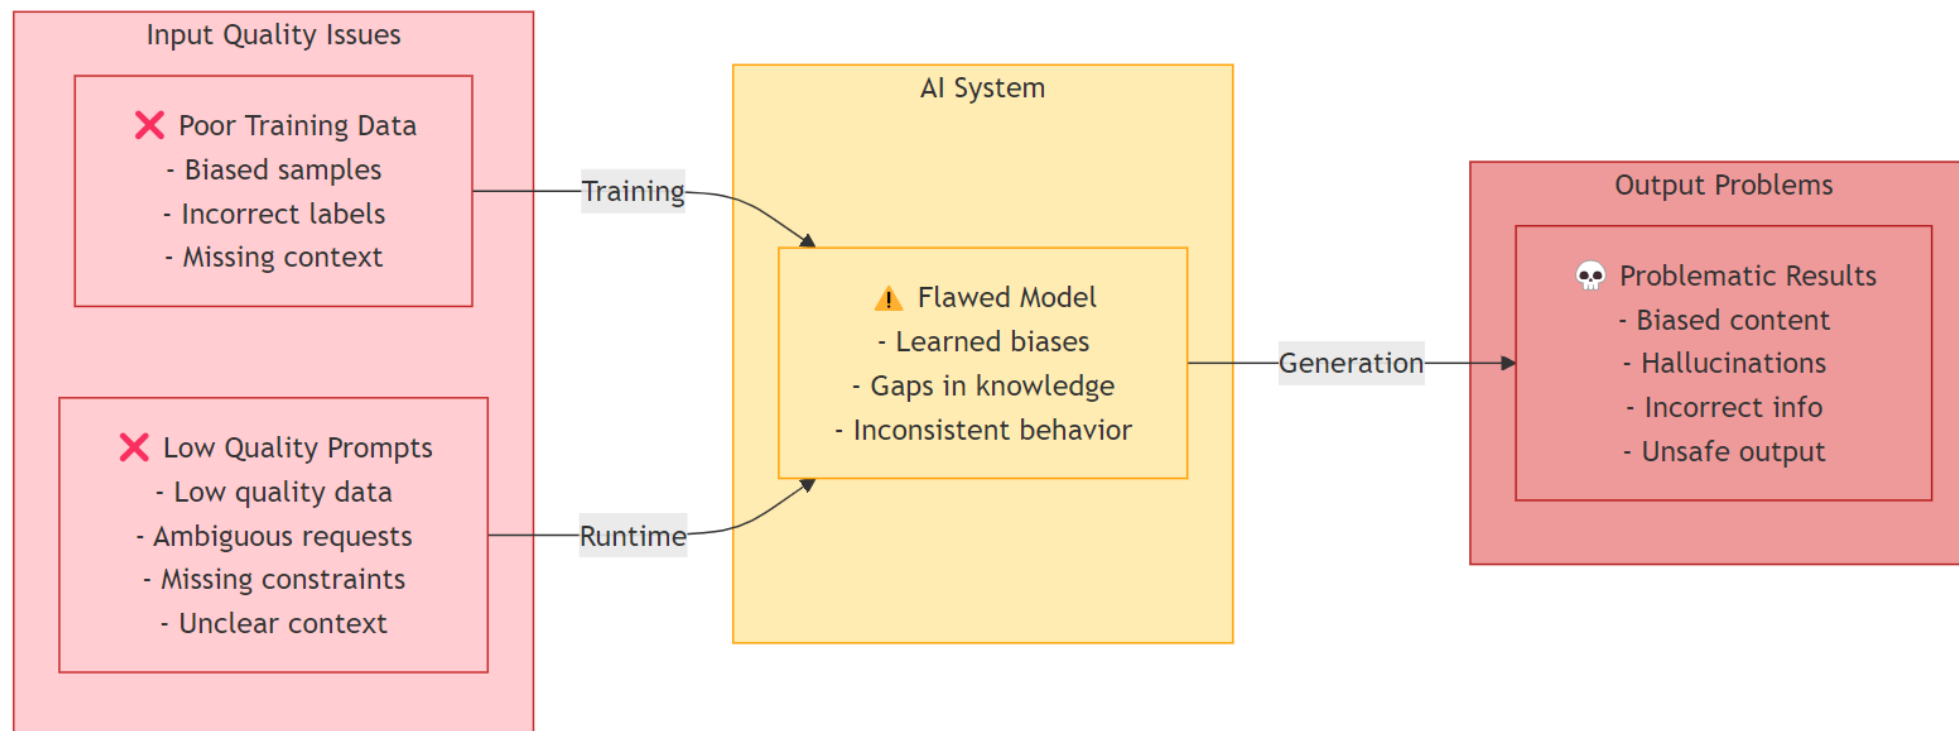 Input Quality Issues
❌ Poor Training Data
- Biased samples
- Incorrect labels
- Missing context
❌ Low Quality Prompts
- Low quality data
- Ambiguous requests
- Missing constraints
- Unclear context
Training
Runtime
AI System
⚠️ Flawed Model
- Learned biases
- Gaps in knowledge
- Inconsistent behavior
Generation
Output Problems
💀 Problematic Results
- Biased content
- Hallucinations
- Incorrect info
- Unsafe output